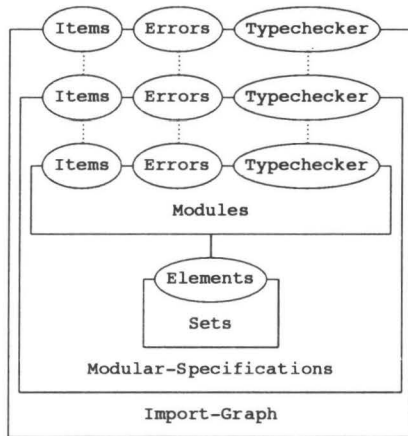 Items Errors Typechecker
Items Errors Typechecker
Items Errors Typechecker
Modules
Elements
Sets
Modular-Specifications
Import-Graph